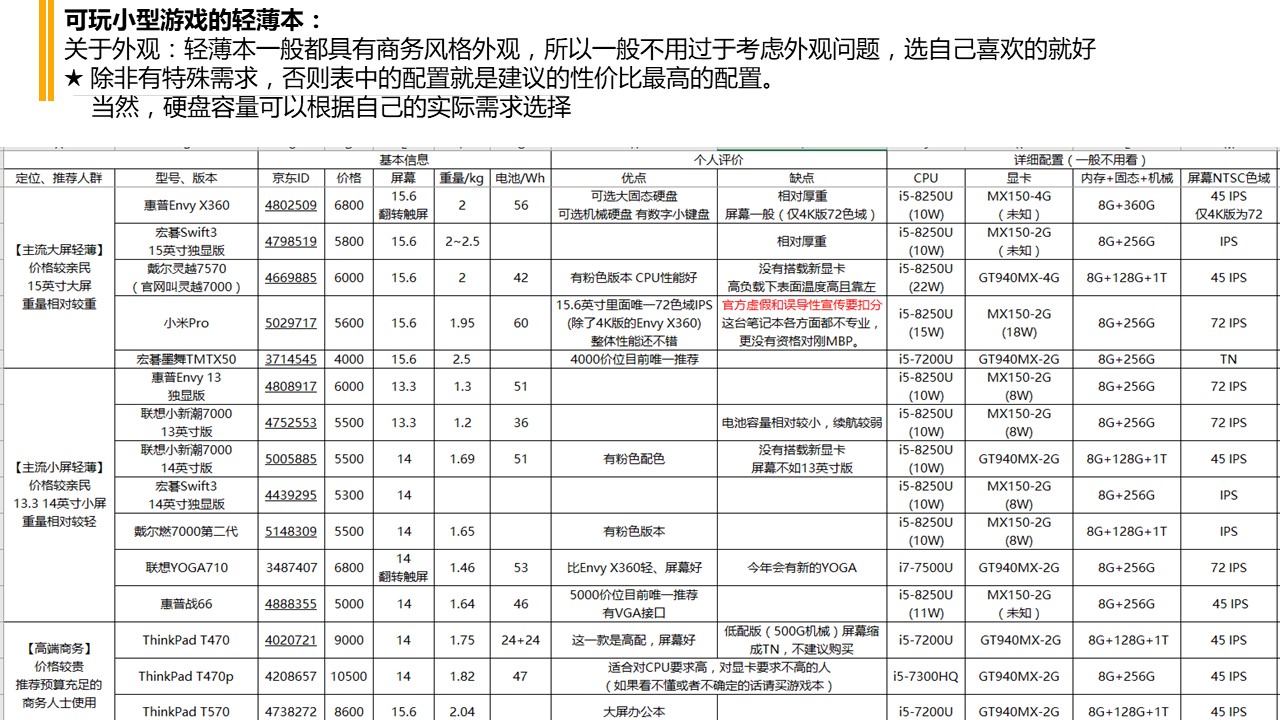 可玩小型游戏的轻薄本：
关于外观：轻薄本一般都具有商务风格外观，所以一般不用过于考虑外观问题，选自己喜欢的就好
★ 除非有特殊需求，否则表中的配置就是建议的性价比最高的配置。
当然，硬盘容量可以根据自己的实际需求选择
基本信息 个人评价 详细配置（一般不用看）
定位、推荐人群 型号、版本 京东ID 价格 屏幕 重量/kg 电池/Wh 优点 缺点 CPU 显卡 内存+固态+机械 屏幕NTSC色域
【主流大屏轻薄】
价格较亲民
15英寸大屏
重量相对较重
惠普Envy X360 4802509 6800 15.6 翻转触屏 2 56 可选大固态硬盘 可选机械硬盘 有数字小键盘 相对厚重 屏幕一般（仅4K版72色域） i5-8250U (10W) MX150-4G （未知） 8G+360G 45 IPS 仅4K版为72
宏碁Swift3 15英寸独显版 4798519 5800 15.6 2~2.5 相对厚重 i5-8250U (10W) MX150-2G （未知） 8G+256G IPS
戴尔灵越7570 （官网叫灵越7000） 4669885 6000 15.6 2 42 有粉色版本 CPU性能好 没有搭载新显卡 高负载下表面温度高且靠左 i5-8250U (22W) GT940MX-4G 8G+128G+1T 45 IPS
小米Pro 5029717 5600 15.6 1.95 60 15.6英寸里面唯一72色域IPS (除了4K版的Envy X360) 整体性能还不错 官方虚假和误导性宣传要扣分 这台笔记本各方面都不专业， 更没有资格对刚MBP。 i5-8250U (15W) MX150-2G (18W) 8G+256G 72 IPS
宏碁墨舞TMTX50 3714545 4000 15.6 2.5 4000价位目前唯一推荐 i5-7200U GT940MX-2G 8G+256G TN
【主流小屏轻薄】
价格较亲民
13.3 14英寸小屏
重量相对较轻
惠普Envy 13 独显版 4808917 6000 13.3 1.3 51 i5-8250U (10W) MX150-2G (8W) 8G+256G 72 IPS
联想小新潮7000 13英寸版 4752553 5500 13.3 1.2 36 电池容量相对较小，续航较弱 i5-8250U (10W) MX150-2G (8W) 8G+256G 72 IPS
联想小新潮7000 14英寸版 5005885 5500 14 1.69 51 有粉色配色 没有搭载新显卡 屏幕不如13英寸版 i5-8250U (10W) GT940MX-2G 8G+128G+1T 45 IPS
宏碁Swift3 14英寸独显版 4439295 5300 14 i5-8250U (10W) MX150-2G (8W) 8G+256G IPS
戴尔燃7000第二代 5148309 5500 14 1.65 有粉色版本 i5-8250U (10W) MX150-2G (8W) 8G+128G+1T IPS
联想YOGA710 3487407 6800 14 翻转触屏 1.46 53 比Envy X360轻、屏幕好 今年会有新的YOGA i7-7500U GT940MX-2G 8G+256G 72 IPS
惠普战66 4888355 5000 14 1.64 46 5000价位目前唯一推荐 有VGA接口 i5-8250U (11W) MX150-2G （未知） 8G+256G 45 IPS
【高端商务】
价格较贵
推荐预算充足的
商务人士使用
ThinkPad T470 4020721 9000 14 1.75 24+24 这一款是高配，屏幕好 低配版（500G机械）屏幕缩 成TN，不建议购买 i5-7200U GT940MX-2G 8G+128G+1T 45 IPS
ThinkPad T470p 4208657 10500 14 1.82 47 适合对CPU要求高，对显卡要求不高的人 （如果看不懂或者不确定的话请买游戏本） i5-7300HQ GT940MX-2G 8G+256G 45 IPS
ThinkPad T570 4738272 8600 15.6 2.04 大屏办公本 i5-7200U GT940MX-2G 8G+256G 45 IPS